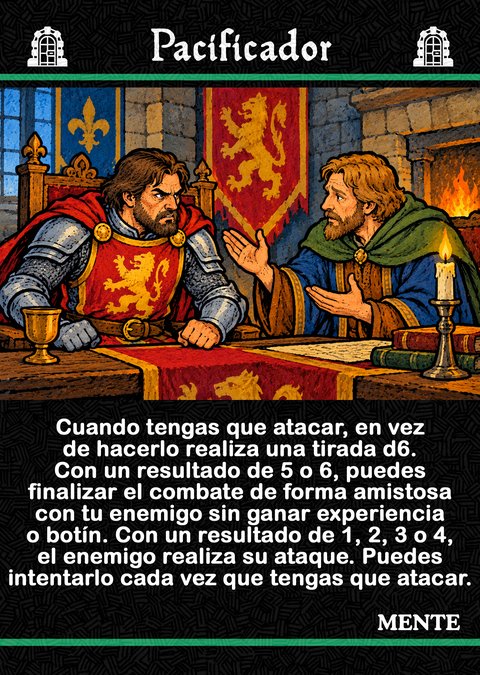 Pacificador
Cuando tengas que atacar, en vez
de hacerlo realiza una tirada d6.
Con un resultado de 5 o 6, puedes
finalizar el combate de forma amistosa
con tu enemigo sin ganar experiencia
o botín. Con un resultado de 1, 2, 3 o 4,
el enemigo realiza su ataque. Puedes
intentarlo cada vez que tengas que atacar.
MENTE